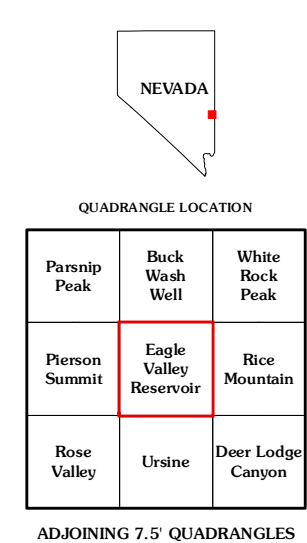 NEVADA
QUADRANGLE LOCATION
Parsnip
Peak
Buck
Wash
Well
White
Rock
Peak
Pierson
Summit
Eagle
Valley
Reservoir
Rice
Mountain
Rose
Valley
Ursine
Deer Lodge
Canyon
ADJOINING 7.5' QUADRANGLES